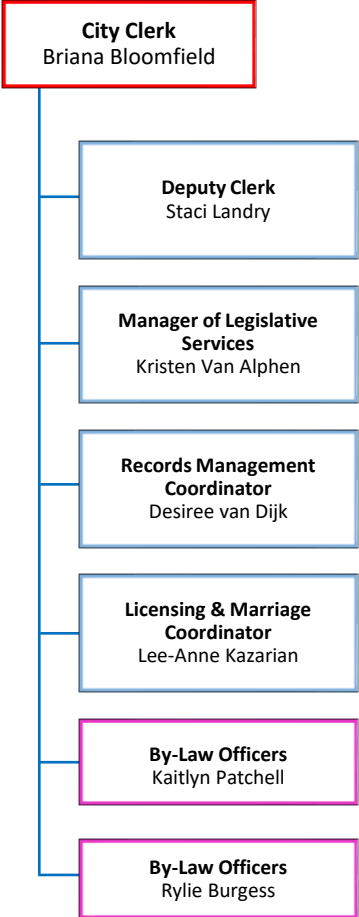 City Clerk
Briana Bloomfield
Deputy Clerk
Staci Landry
Manager of Legislative
Services
Kristen Van Alphen
Records Management
Coordinator
Desiree van Dijk
Licensing & Marriage
Coordinator
Lee-Anne Kazarian
By-Law Officers
Kaitlyn Patchell
By-Law Officers
Rylie Burgess